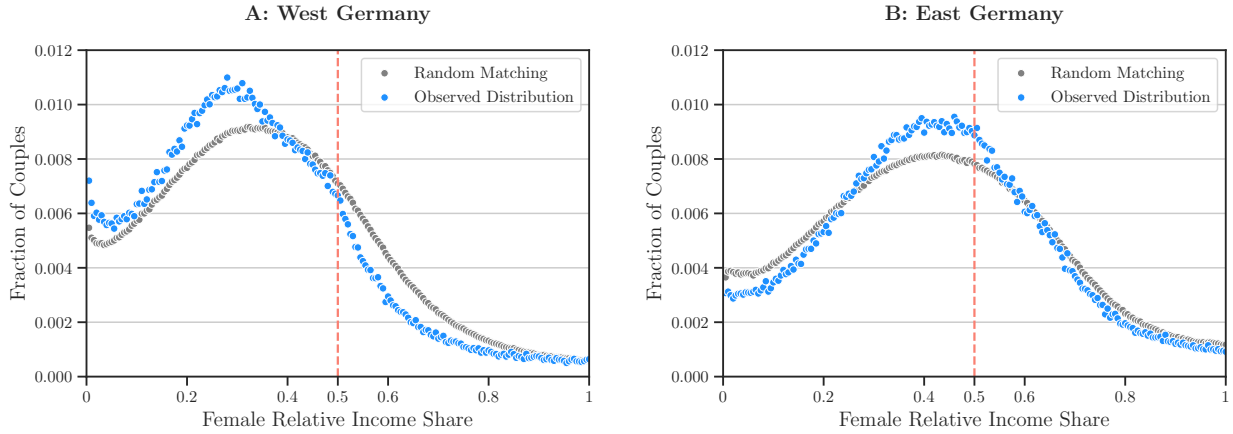 A: West Germany
0.012
0.010
0.008
0.006
0.004
0.002
0.000
Fraction of Couples
Random Matching
Observed Distribution
0 0.2 0.4 0.5 0.6 0.8 1
Female Relative Income Share
B: East Germany
0.012
0.010
0.008
0.006
0.004
0.002
0.000
Fraction of Couples
Random Matching
Observed Distribution
0 0.2 0.4 0.5 0.6 0.8 1
Female Relative Income Share